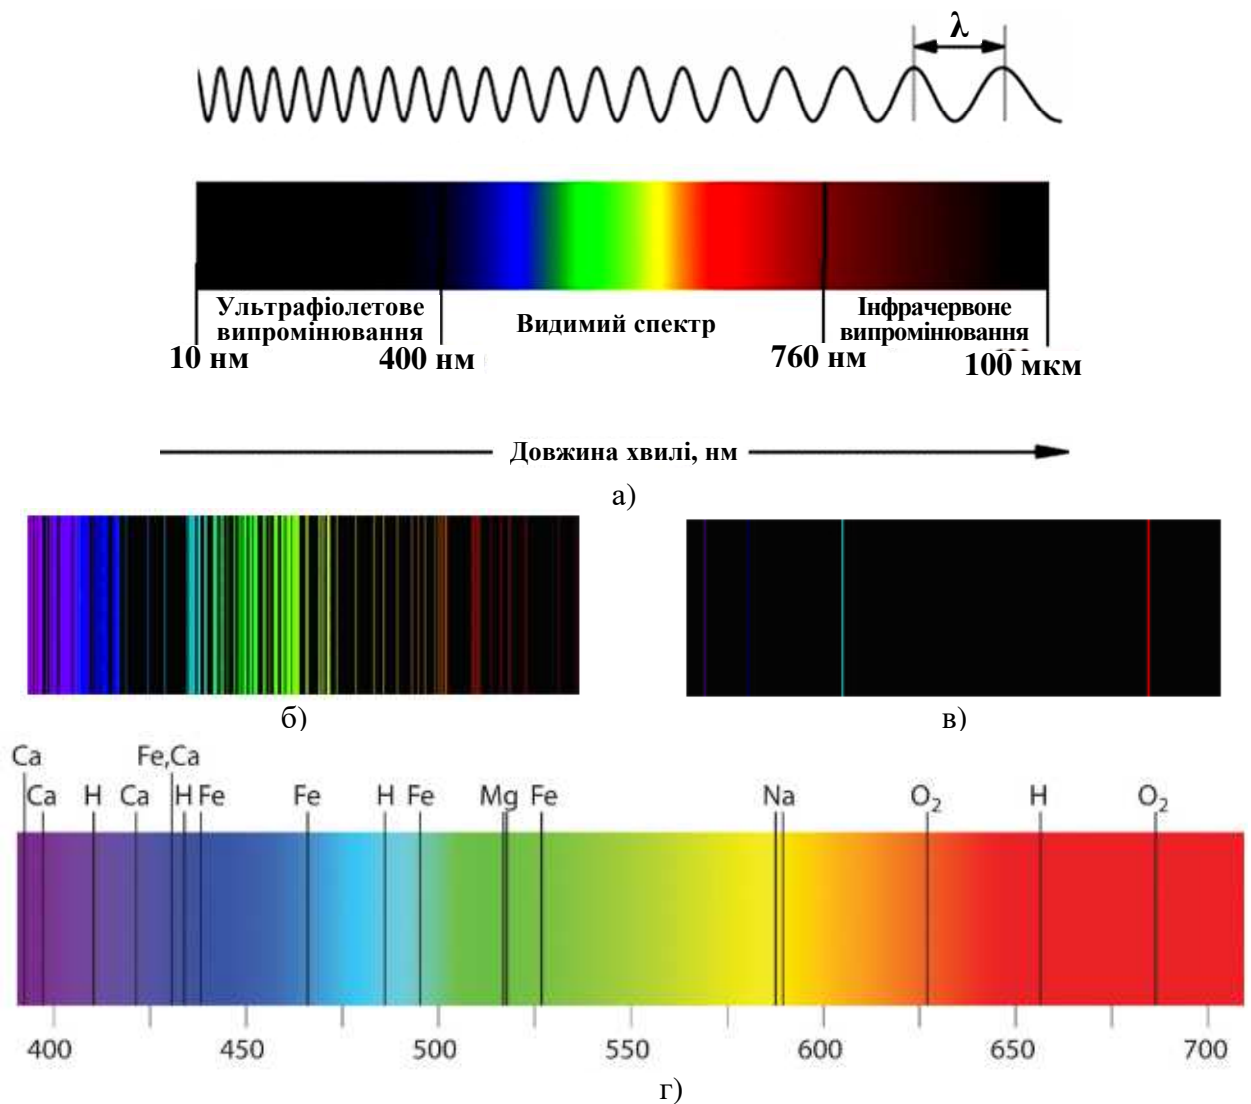 λ
Ультрафіолетове
випромінювання
Видимий спектр
Інфрачервоне
випромінювання
10 нм
400 нм
760 нм
100 мкм
Довжина хвилі, нм
а)
б)
в)
Ca
Fe,Ca
Ca
H
Ca
H
Fe
Fe
H
Fe
Mg
Fe
Na
O₂
H
O₂
400
450
500
550
600
650
700
г)